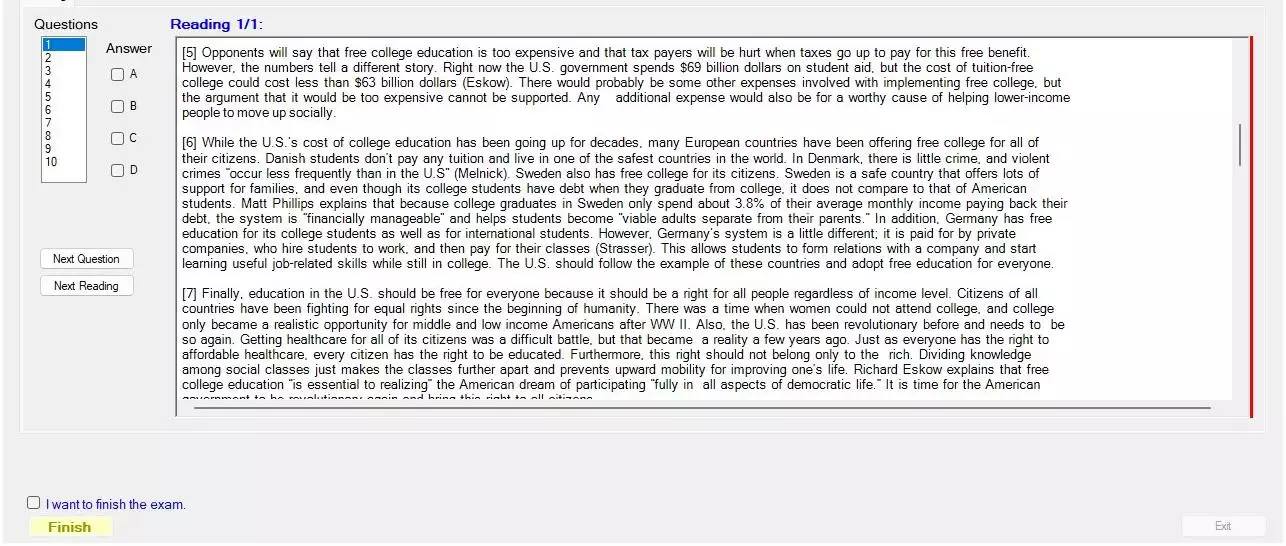 Questions
Reading 1/1:
1
2
3
4
5
6
7
8
9
10
Answer
A
B
C
D
Next Question
Next Reading
[5] Opponents will say that free college education is too expensive and that tax payers will be hurt when taxes go up to pay for this free benefit.
However, the numbers tell a different story. Right now the U.S. government spends $69 billion dollars on student aid, but the cost of tuition-free
college could cost less than $63 billion dollars (Eskow). There would probably be some other expenses involved with implementing free college, but
the argument that it would be too expensive cannot be supported. Any additional expense would also be for a worthy cause of helping lower-income
people to move up socially.
[6] While the U.S.'s cost of college education has been going up for decades, many European countries have been offering free college for all of
their citizens. Danish students don't pay any tuition and live in one of the safest countries in the world. In Denmark, there is little crime, and violent
crimes "occur less frequently than in the U.S" (Melnick). Sweden also has free college for its citizens. Sweden is a safe country that offers lots of
support for families, and even though its college students have debt when they graduate from college, it does not compare to that of American
students. Matt Phillips explains that because college graduates in Sweden only spend about 3.8% of their average monthly income paying back their
debt, the system is "financially manageable" and helps students become "viable adults separate from their parents." In addition, Germany has free
education for its college students as well as for international students. However, Germany's system is a little different; it is paid for by private
companies, who hire students to work, and then pay for their classes (Strasser). This allows students to form relations with a company and start
learning useful job-related skills while still in college. The U.S. should follow the example of these countries and adopt free education for everyone.
[7] Finally, education in the U.S. should be free for everyone because it should be a right for all people regardless of income level. Citizens of all
countries have been fighting for equal rights since the beginning of humanity. There was a time when women could not attend college, and college
only became a realistic opportunity for middle and low income Americans after WW II. Also, the U.S. has been revolutionary before and needs to be
so again. Getting healthcare for all of its citizens was a difficult battle, but that became a reality a few years ago. Just as everyone has the right to
affordable healthcare, every citizen has the right to be educated. Furthermore, this right should not belong only to the rich. Dividing knowledge
among social classes just makes the classes further apart and prevents upward mobility for improving one's life. Richard Eskow explains that free
college education "is essential to realizing" the American dream of participating "fully in all aspects of democratic life." It is time for the American
government to be revolutionary again and bring this right to all citizens.
I want to finish the exam.
Finish
Exit